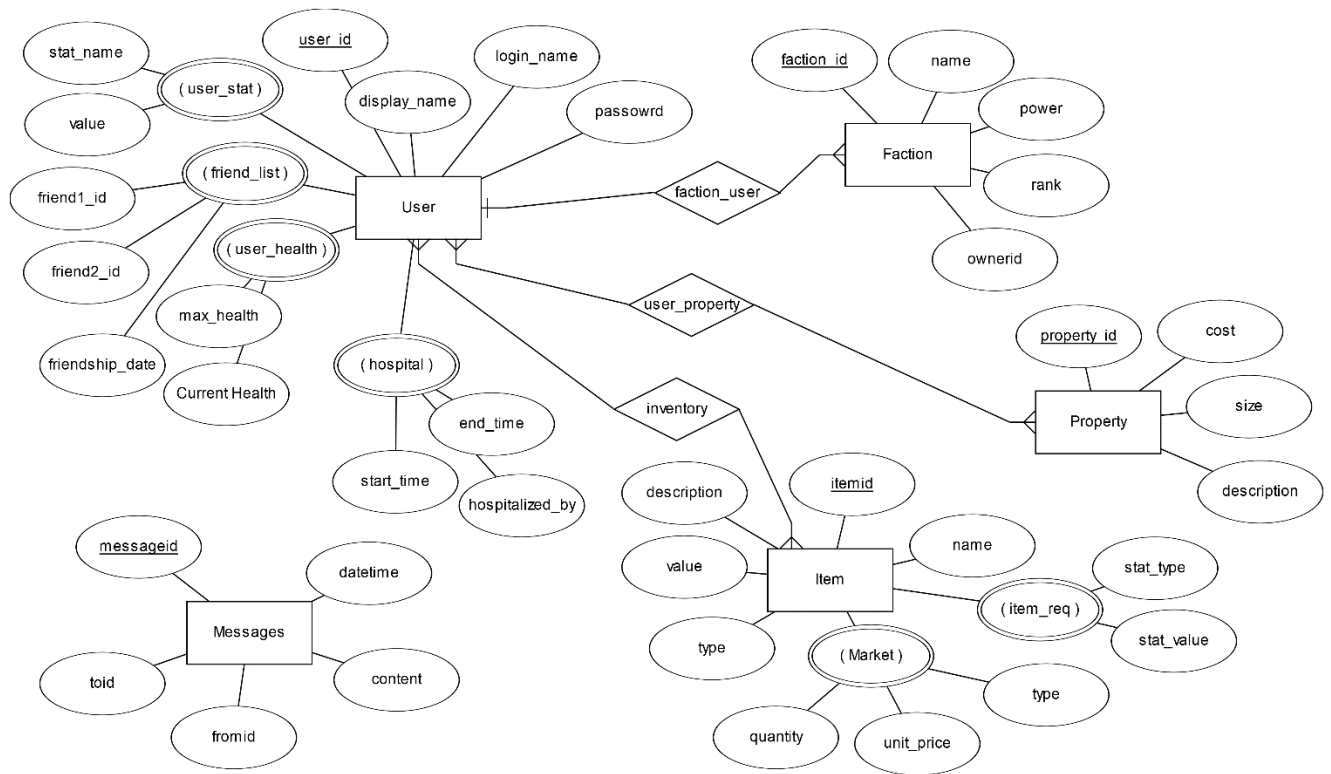 stat_name
( user_stat )
value
user_id
display_name
login_name
passowrd
friend1_id
( friend_list )
friend2_id
( user_health )
max_health
friendship_date
Current Health
User
( hospital )
end_time
start_time
hospitalized_by
faction_user
faction_id
name
power
Faction
rank
ownerid
user_property
property_id
cost
size
Property
description
inventory
description
itemid
value
name
Item
type
( item_req )
stat_type
stat_value
( Market )
type
quantity
unit_price
messageid
datetime
Messages
toid
content
fromid